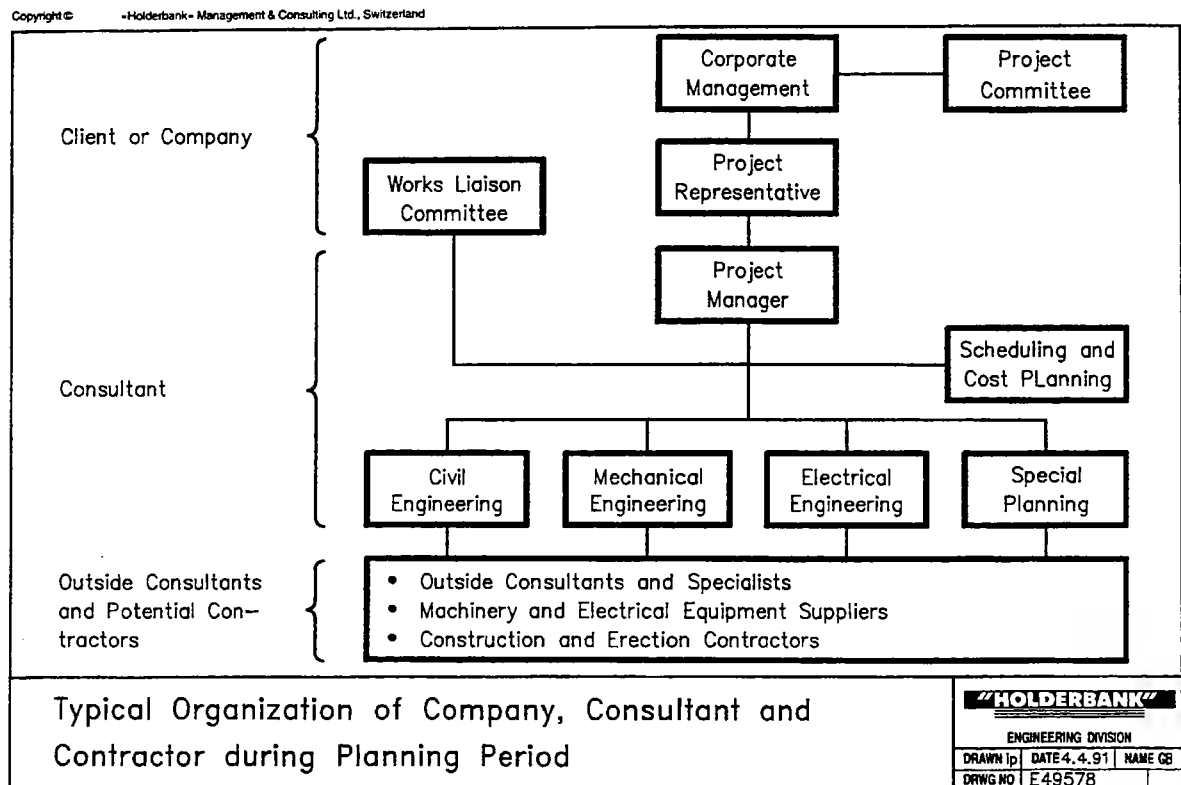 Copyright © «Holderbank» Management & Consulting Ltd., Switzerland
Corporate
Management
Project
Committee
Client or Company
Project
Representative
Works Liaison
Committee
Project
Manager
Scheduling and
Cost PLanning
Consultant
Civil
Engineering
Mechanical
Engineering
Electrical
Engineering
Special
Planning
Outside Consultants
and Potential Con-
tractors
• Outside Consultants and Specialists
• Machinery and Electrical Equipment Suppliers
• Construction and Erection Contractors
Typical Organization of Company, Consultant and
Contractor during Planning Period
"HOLDERBANK"
ENGINEERING DIVISION
DRAWN Ip DATE 4.4.91 NAME GB
DRWG NO E49578